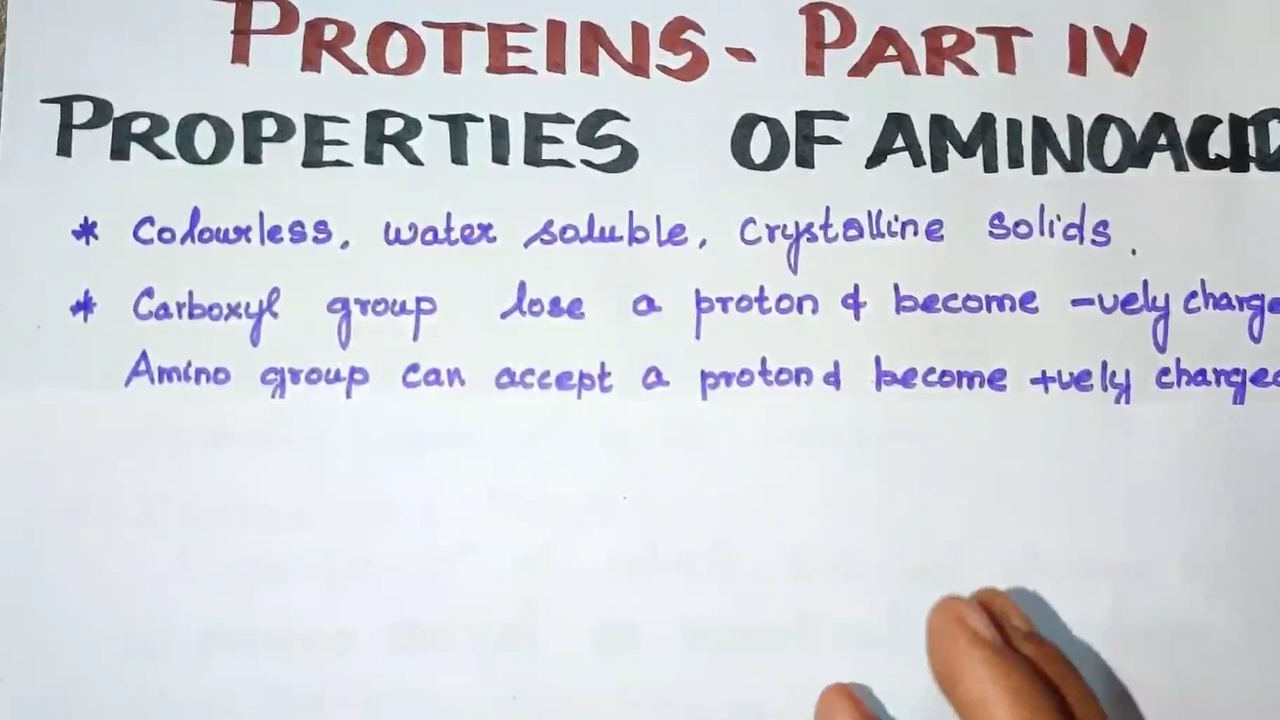 PROTEINS- PART IV
PROPERTIES OF AMINOACID
* Colourless, water soluble, crystalline solids.
* Carboxyl group lose a proton & become -vely charge
Amino group can accept a proton & become +vely charged